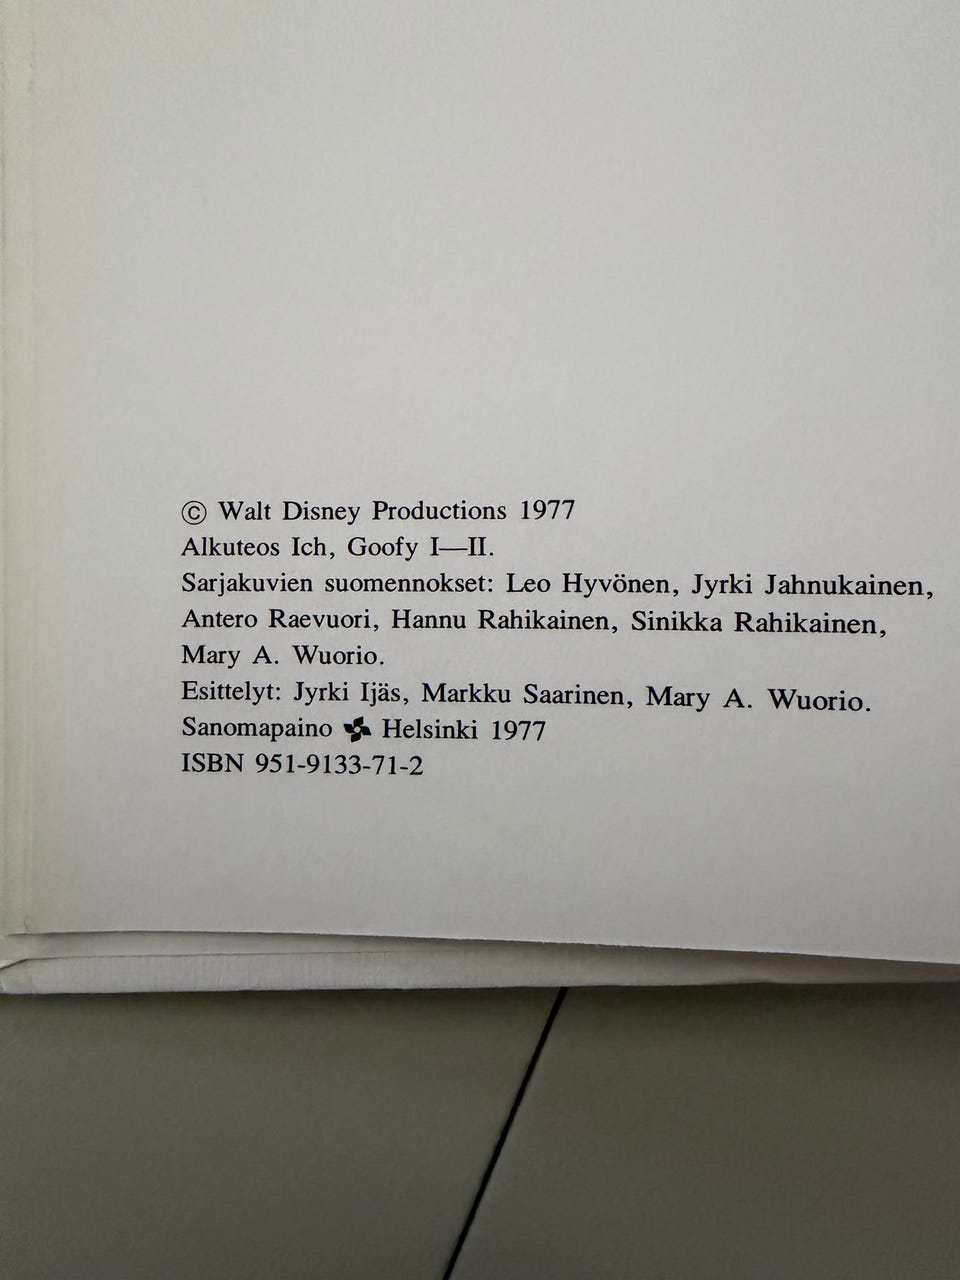 © Walt Disney Productions 1977
Alkuteos Ich, Goofy I—II.
Sarjakuvien suomennokset: Leo Hyvönen, Jyrki Jahnukainen,
Antero Raevuori, Hannu Rahikainen, Sinikka Rahikainen,
Mary A. Wuorio.
Esittelyt: Jyrki Ijäs, Markku Saarinen, Mary A. Wuorio.
Sanomapaino Helsinki 1977
ISBN 951-9133-71-2